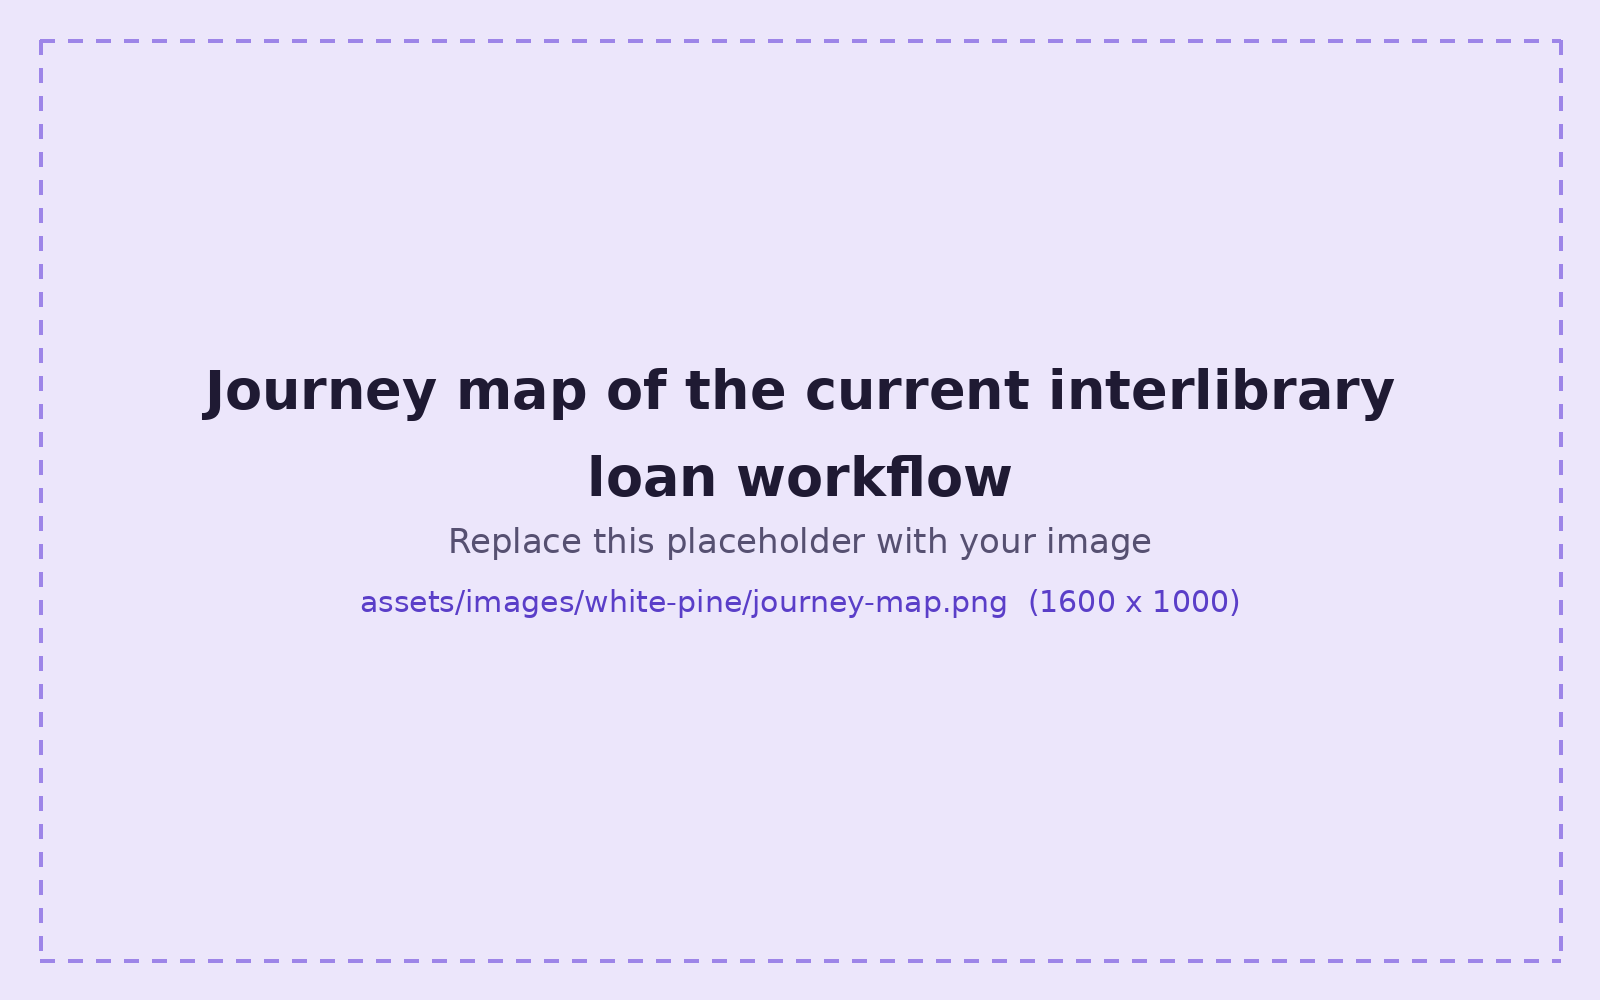 Journey map of the current interlibrary
loan workflow
Replace this placeholder with your image
assets/images/white-pine/journey-map.png  (1600 x 1000)